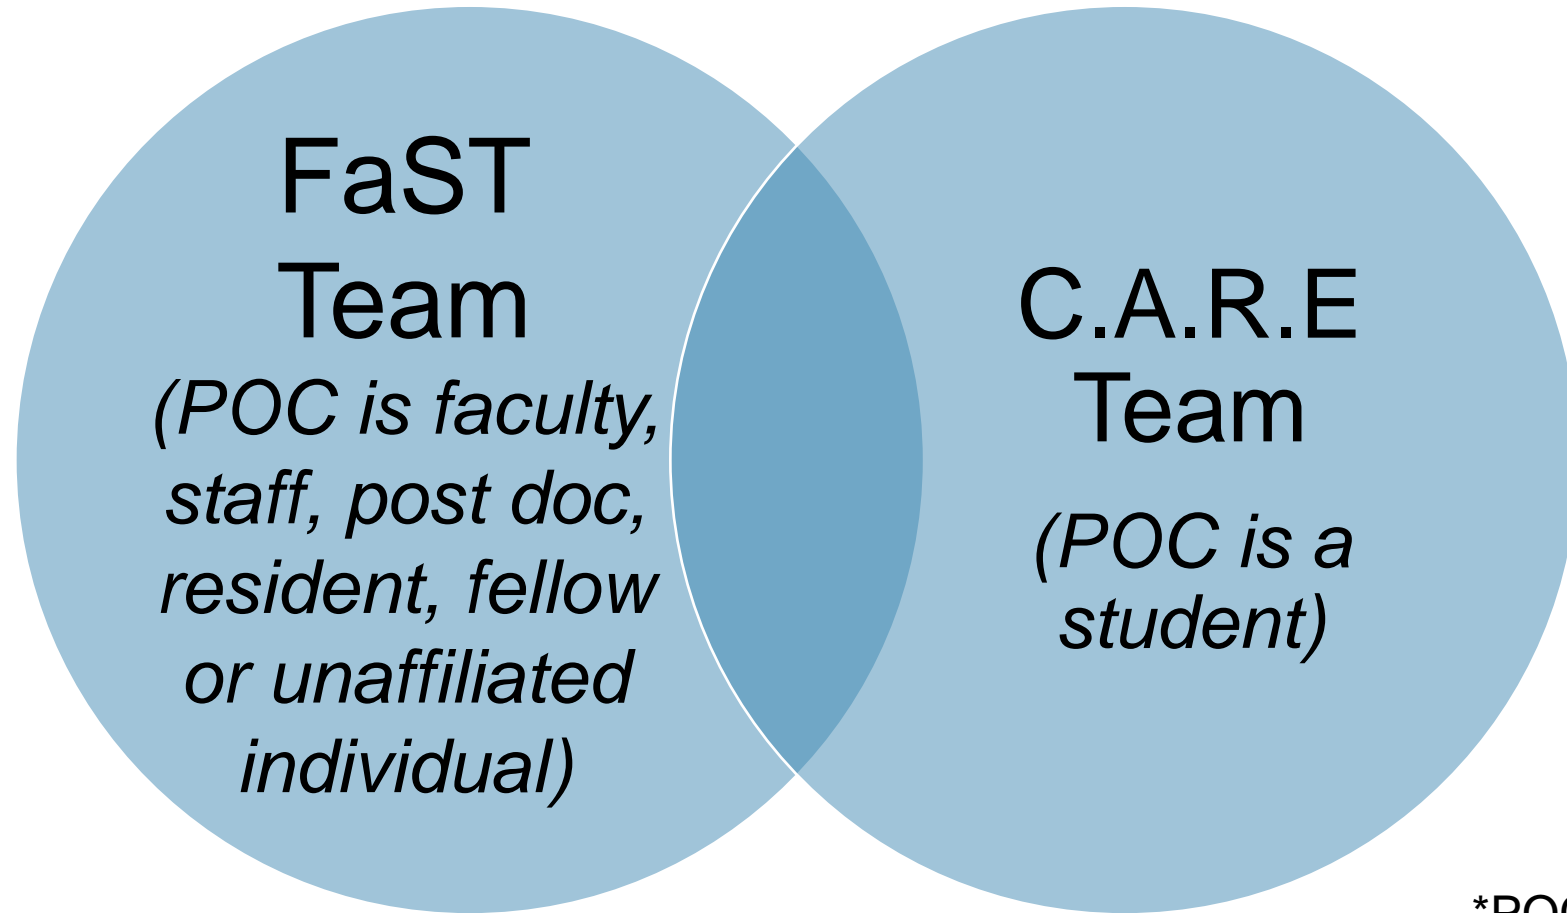 FaST
Team
(POC is faculty,
staff, post doc,
resident, fellow
or unaffiliated
individual)
C.A.R.E
Team
(POC is a
student)